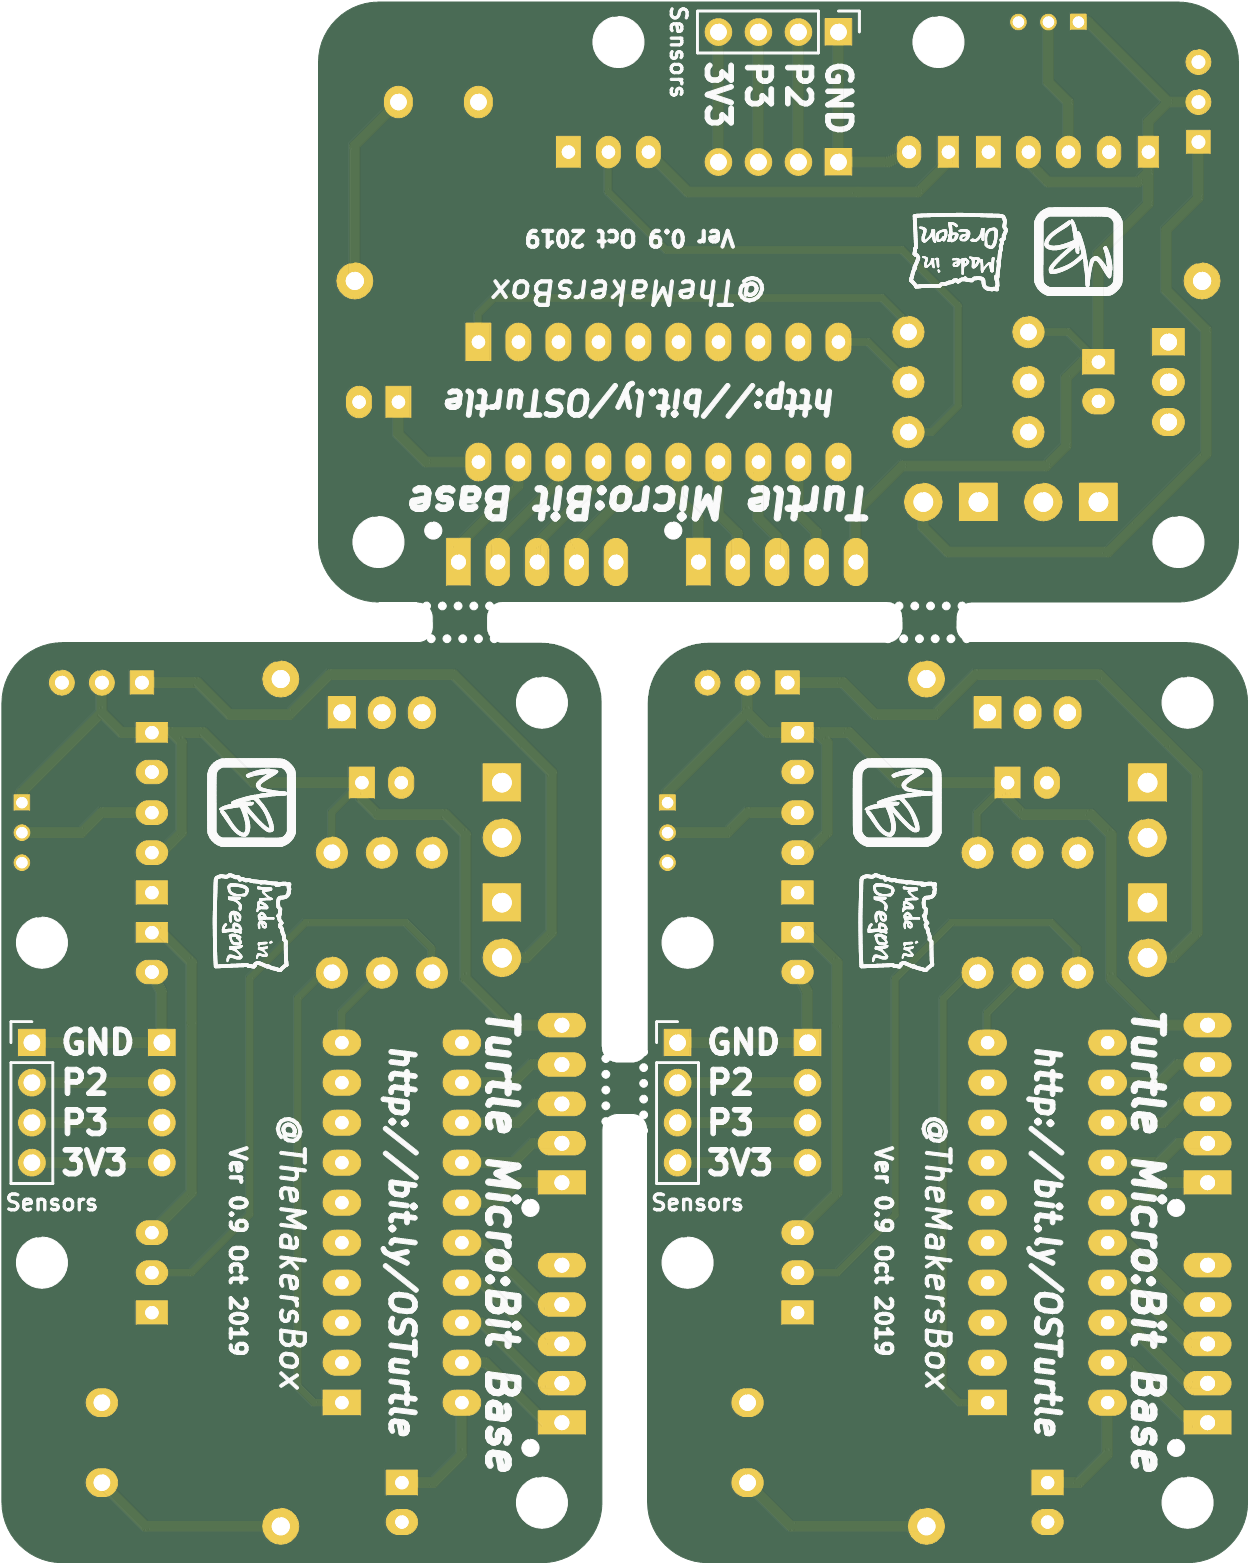 Sensors
3V3
P3
P2
GND
Ver 0.9 Oct 2019
Made in
Oregon
MB
@TheMakersBox
http://bit.ly/OSTurtle
Turtle Micro:Bit Base
MB
Made in
Oregon
GND
P2
P3
3V3
Sensors
Ver 0.9 Oct 2019
@TheMakersBox
http://bit.ly/OSTurtle
Turtle Micro:Bit Base
MB
Made in
Oregon
GND
P2
P3
3V3
Sensors
Ver 0.9 Oct 2019
@TheMakersBox
http://bit.ly/OSTurtle
Turtle Micro:Bit Base